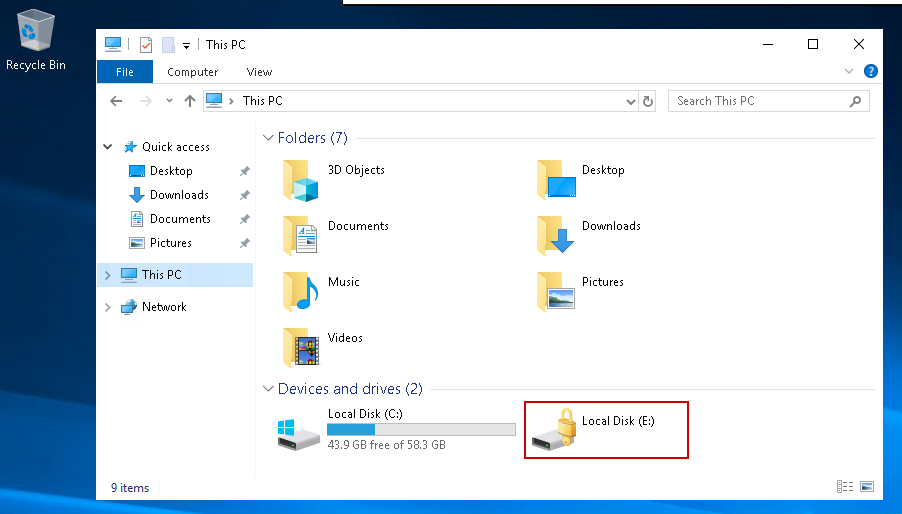 Recycle Bin
This PC
File Computer View
?
This PC
Search This PC
Quick access
Desktop
Downloads
Documents
Pictures
This PC
Network
Folders (7)
3D Objects
Desktop
Documents
Downloads
Music
Pictures
Videos
Devices and drives (2)
Local Disk (C:)
43.9 GB free of 58.3 GB
Local Disk (E:)
9 items